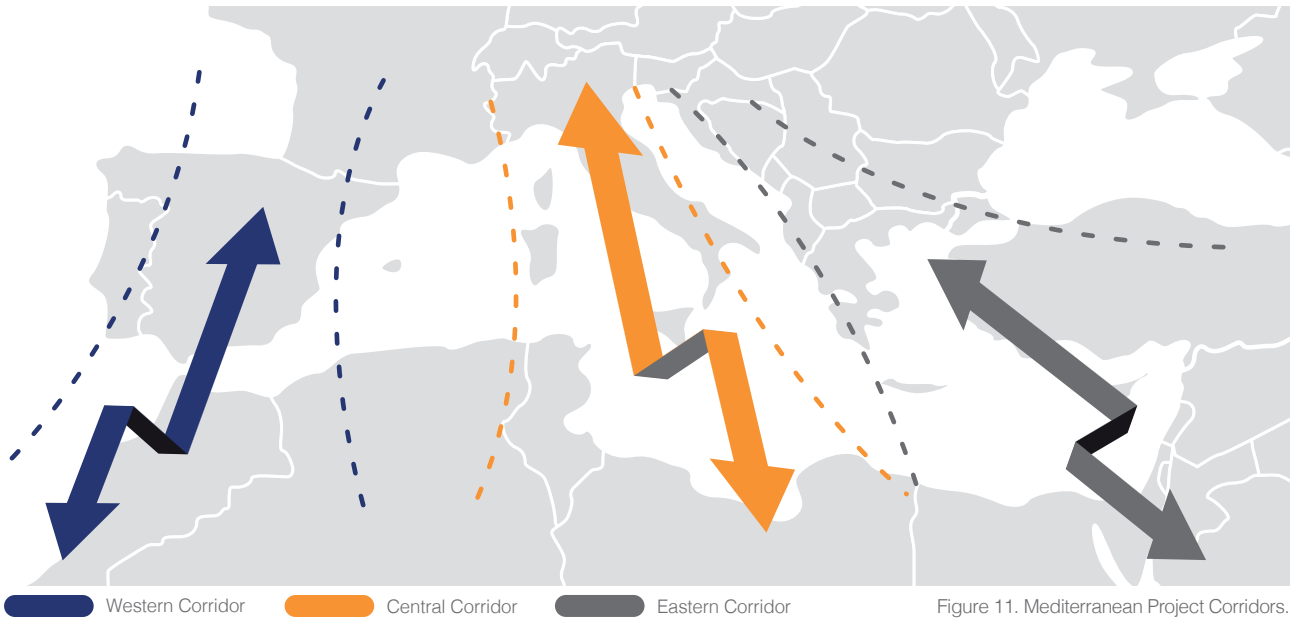 Western Corridor
Central Corridor
Eastern Corridor
Figure 11. Mediterranean Project Corridors.